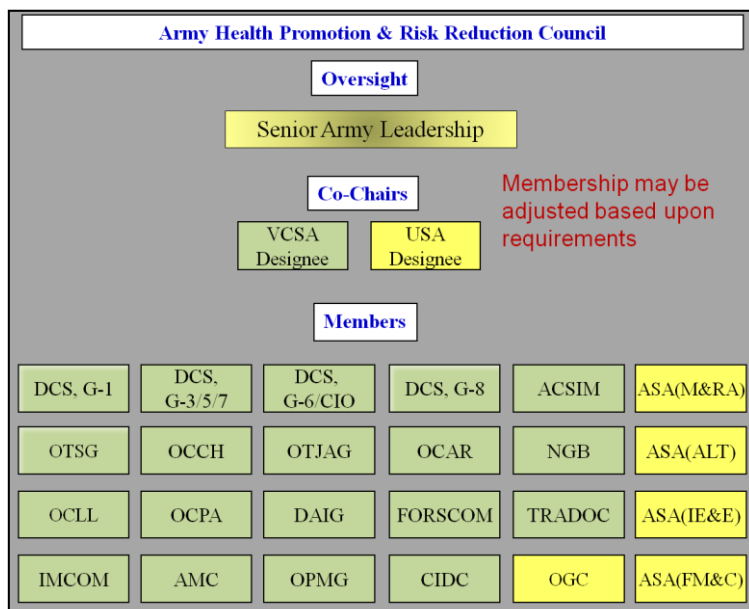 Army Health Promotion & Risk Reduction Council
Oversight
Senior Army Leadership
Co-Chairs
VCSA
Designee
USA
Designee
Membership may be
adjusted based upon
requirements
Members
DCS, G-1
DCS,
G-3/5/7
DCS,
G-6/CIO
DCS, G-8
ACSIM
ASA(M&RA)
OTSG
OCCH
OTJAG
OCAR
NGB
ASA(ALT)
OCLL
OCPA
DAIG
FORSCOM
TRADOC
ASA(IE&E)
IMCOM
AMC
OPMG
CIDC
OGC
ASA(FM&C)